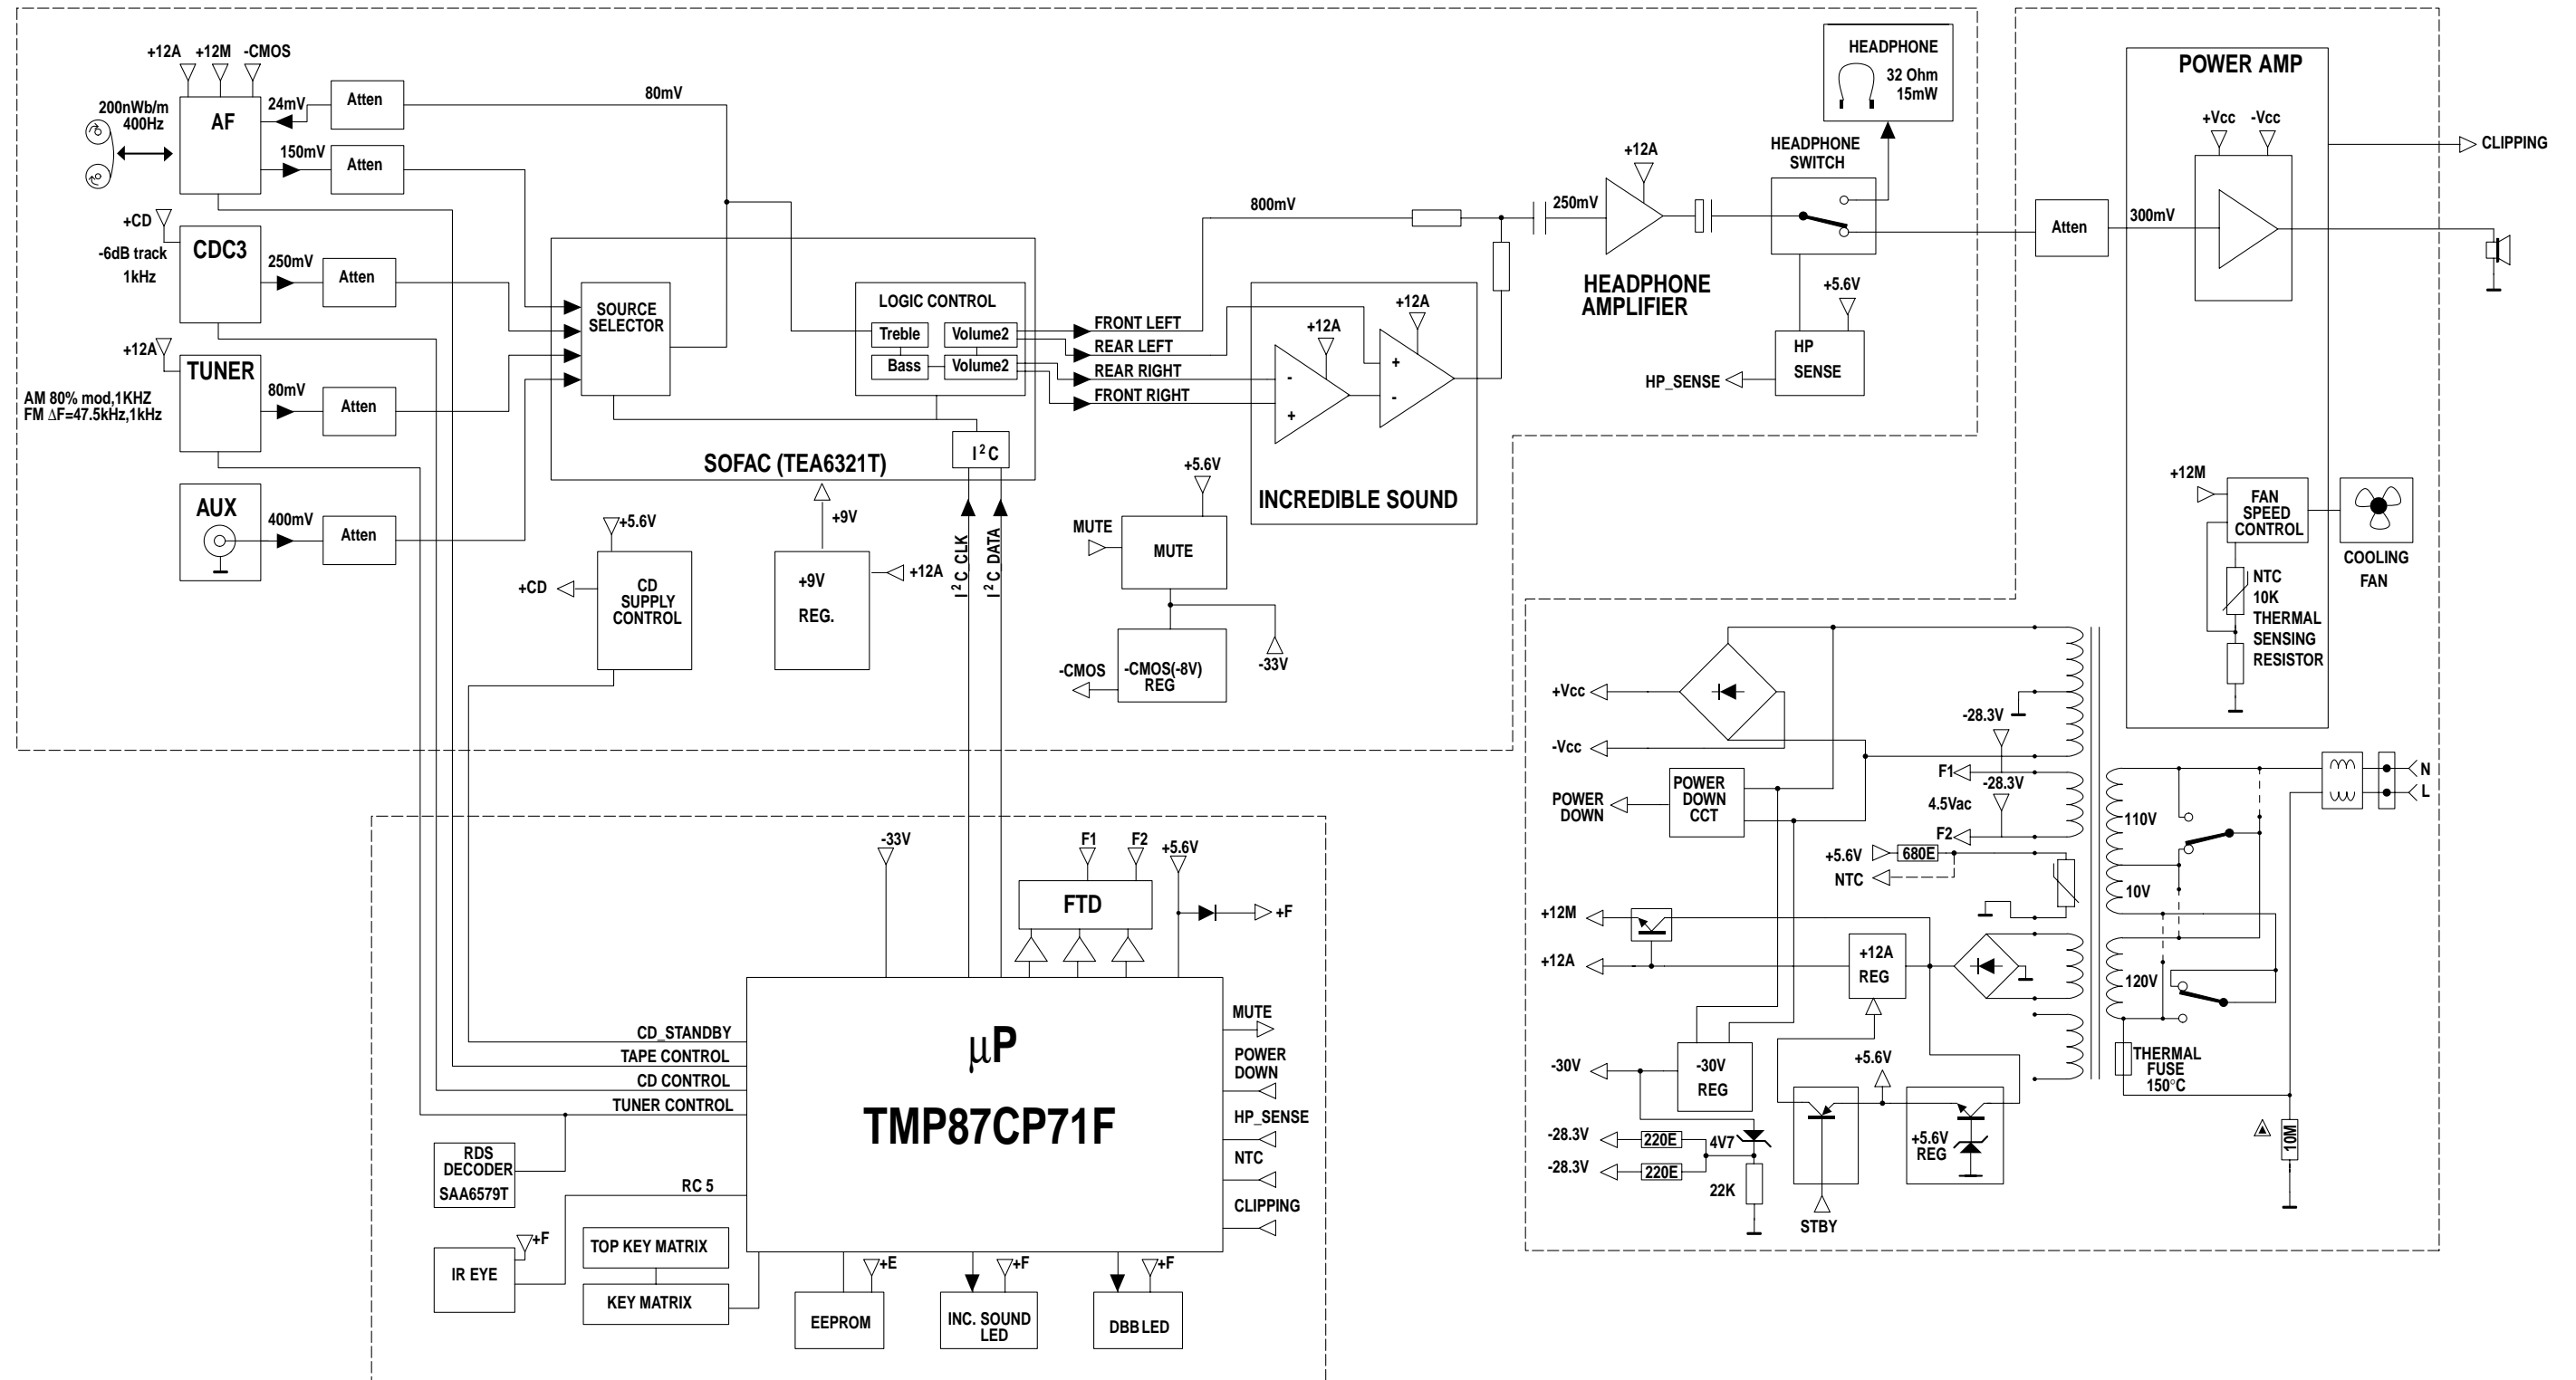 +12A +12M -CMOS
200nWb/m
400Hz
AF
24mV
Atten
80mV
150mV
Atten
+CD
-6dB track
1kHz
CDC3
250mV
Atten
+12A
TUNER
AM 80% mod,1KHZ
FM ∆F=47.5kHz,1kHz
80mV
Atten
AUX
400mV
Atten
SOURCE
SELECTOR
LOGIC CONTROL
Treble
Volume2
Bass
Volume2
I²C
SOFAC (TEA6321T)
FRONT LEFT
REAR LEFT
REAR RIGHT
FRONT RIGHT
800mV
+12A
+12A
-
+
+
-
INCREDIBLE SOUND
250mV
+12A
HEADPHONE
AMPLIFIER
HEADPHONE
SWITCH
HEADPHONE
32 Ohm
15mW
+5.6V
HP
SENSE
HP_SENSE
+5.6V
CD
SUPPLY
CONTROL
+CD
+9V
+9V
REG.
+12A
I²C CLK
I²C DATA
+5.6V
MUTE
MUTE
-CMOS
-CMOS(-8V)
REG
-33V
Atten
300mV
POWER AMP
+Vcc -Vcc
CLIPPING
+12M
FAN
SPEED
CONTROL
COOLING
FAN
NTC
10K
THERMAL
SENSING
RESISTOR
+Vcc
-Vcc
POWER
DOWN
POWER
DOWN
CCT
-28.3V
F1
-28.3V
4.5Vac
F2
+5.6V
680E
NTC
+12M
+12A
+12A
REG
110V
10V
120V
N
L
THERMAL
FUSE
150°C
10M
-30V
-30V
REG
+5.6V
-28.3V
220E
4V7
-28.3V
220E
22K
STBY
+5.6V
REG
-33V
F1
F2
+5.6V
FTD
+F
µP
TMP87CP71F
CD_STANDBY
TAPE CONTROL
CD CONTROL
TUNER CONTROL
RC 5
MUTE
POWER
DOWN
HP_SENSE
NTC
CLIPPING
RDS
DECODER
SAA6579T
+F
IR EYE
TOP KEY MATRIX
KEY MATRIX
+E
EEPROM
+F
INC. SOUND
LED
+F
DBB LED